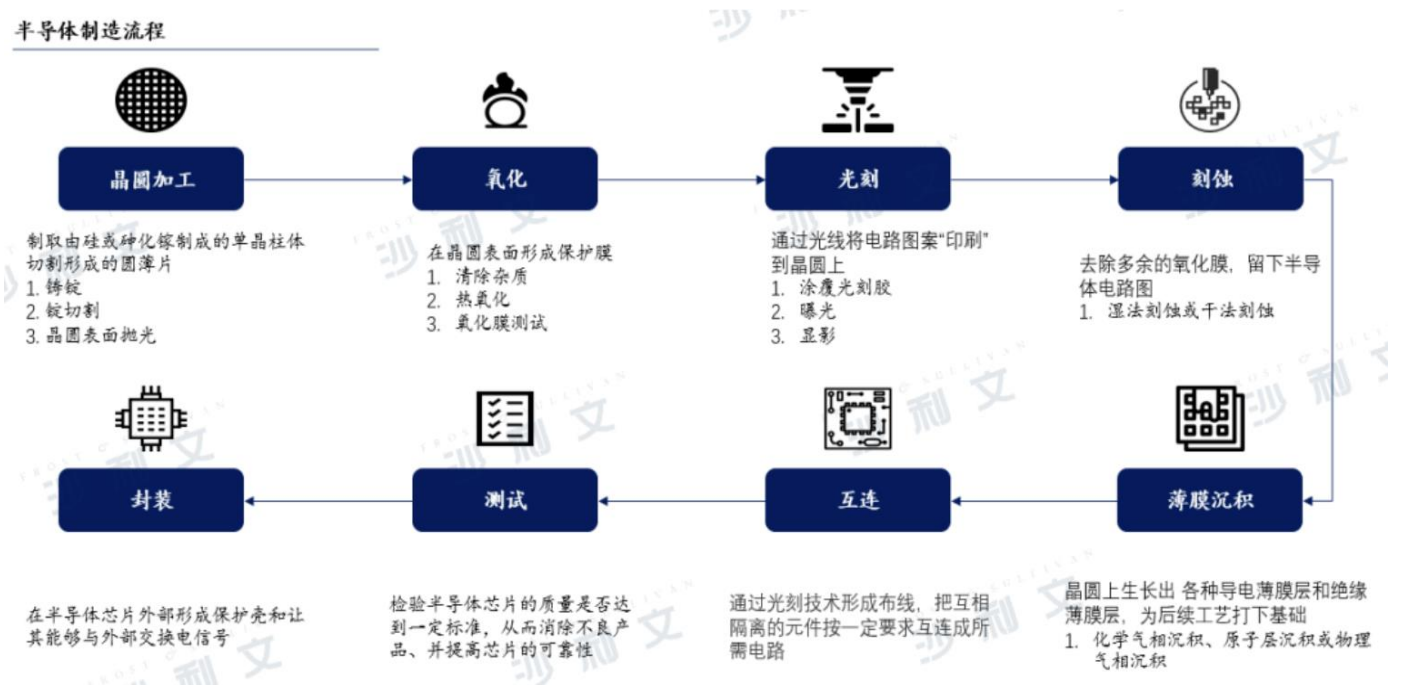 半导体制造流程
晶圆加工
氧化
光刻
刻蚀
制取由硅或砷化镓制成的单晶柱体
切割形成的圆薄片
1. 铸锭
2. 锭切割
3. 晶圆表面抛光
在晶圆表面形成保护膜
1. 清除杂质
2. 热氧化
3. 氧化膜测试
通过光线将电路图案“印刷”
到晶圆上
1. 涂覆光刻胶
2. 曝光
3. 显影
去除多余的氧化膜，留下半导
体电路图
1. 湿法刻蚀或干法刻蚀
封装
测试
互连
薄膜沉积
在半导体芯片外部形成保护壳和让
其能够与外部交换电信号
检验半导体芯片的质量是否达
到一定标准，从而消除不良产
品、并提高芯片的可靠性
通过光刻技术形成布线，把互相
隔离的元件按一定要求互连成所
需电路
晶圆上生长出 各种导电薄膜层和绝缘
薄膜层，为后续工艺打下基础
1. 化学气相沉积、原子层沉积或物理
气相沉积
FROST & SULLIVAN
沙利文